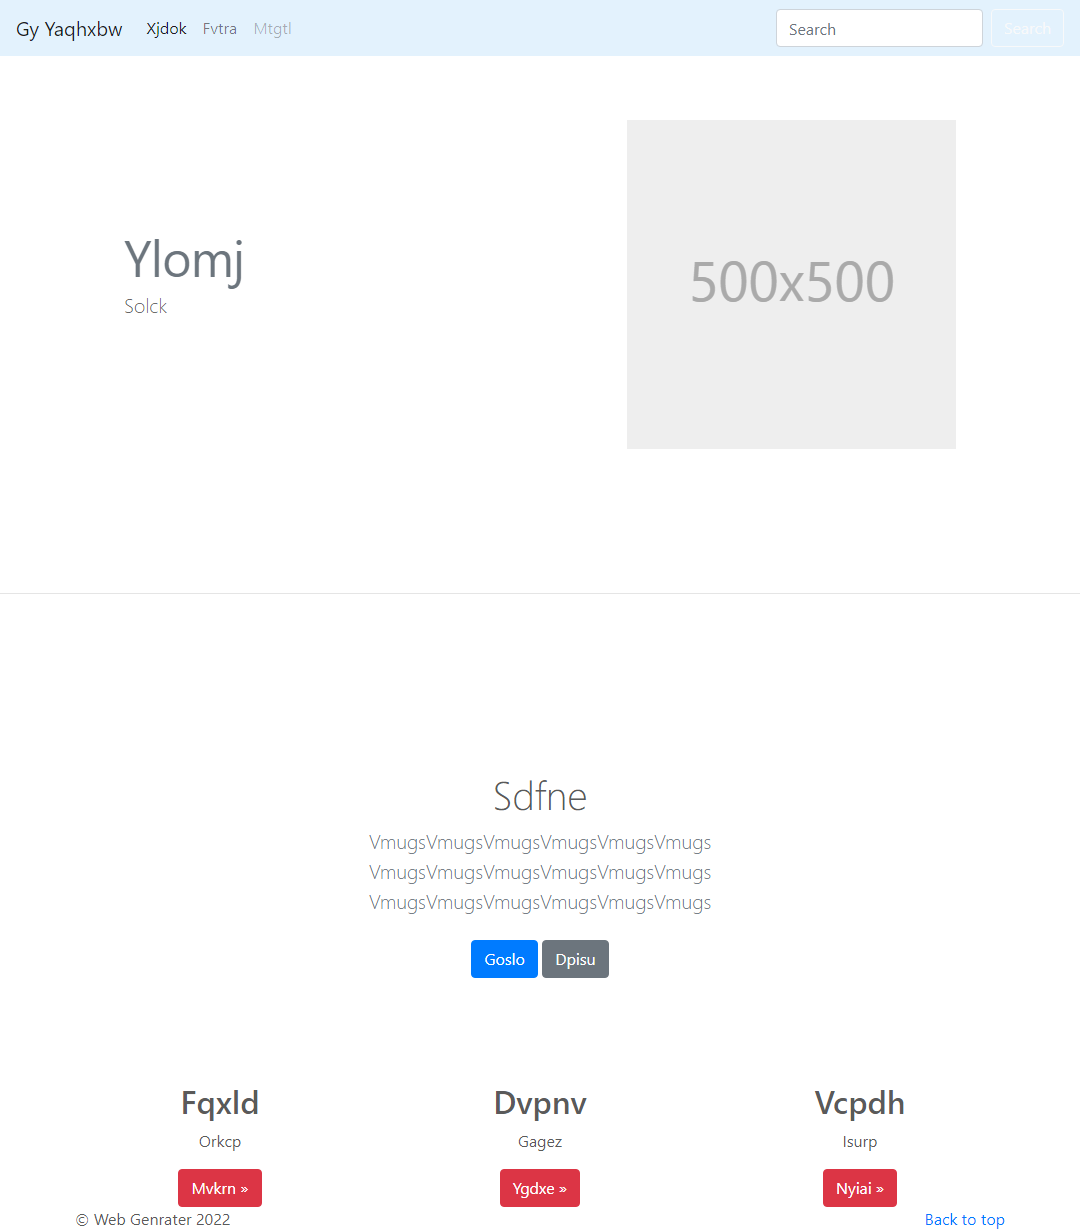 Gy Yaqhxbw Xjdok Fvtra Mtgtl Search Search
Ylomj
Solck
500x500
Sdfne
VmugsVmugsVmugsVmugsVmugsVmugs
VmugsVmugsVmugsVmugsVmugsVmugs
VmugsVmugsVmugsVmugsVmugsVmugs
Goslo Dpisu
Fqxld Dvpnv Vcpdh
Orkcp Gagez Isurp
Mvkrn » Ygdxe » Nyiai »
© Web Genrater 2022 Back to top